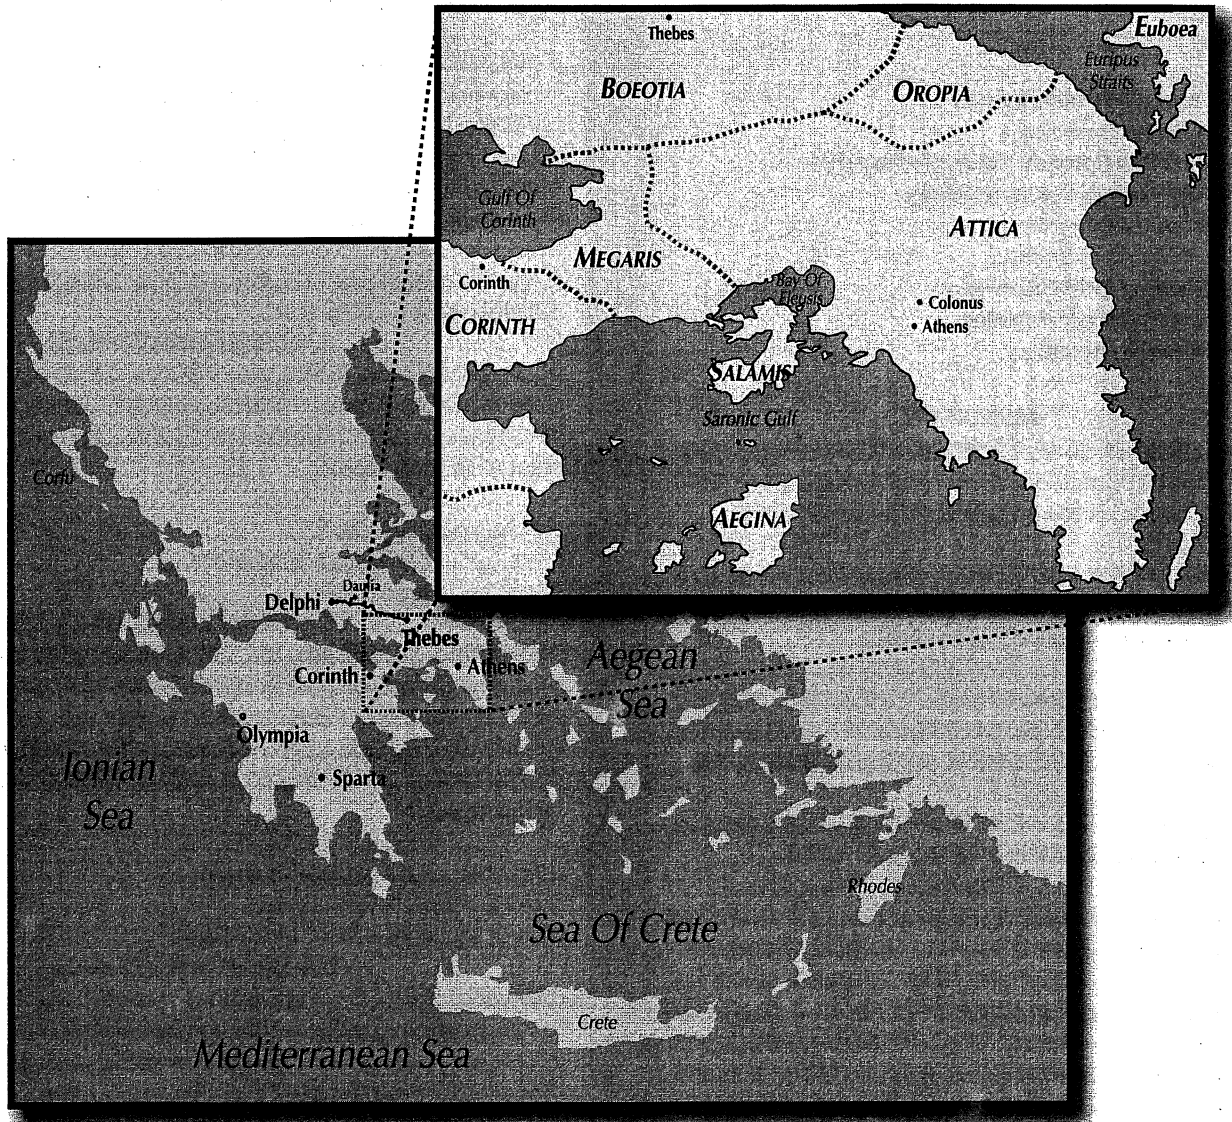 Thebes
Euboea
Euripus
Straits
BOEOTIA
OROPIA
Gulf Of
Corinth
ATTICA
MEGARIS
Corinth
Bay Of
Eleusis
Colonus
Athens
CORINTH
SALAMIS
Saronic Gulf
AEGINA
Corfu
Daulia
Delphi
Thebes
Corinth
Athens
Aegean
Sea
Olympia
Ionian
Sea
Sparta
Rhodes
Sea Of Crete
Crete
Mediterranean Sea